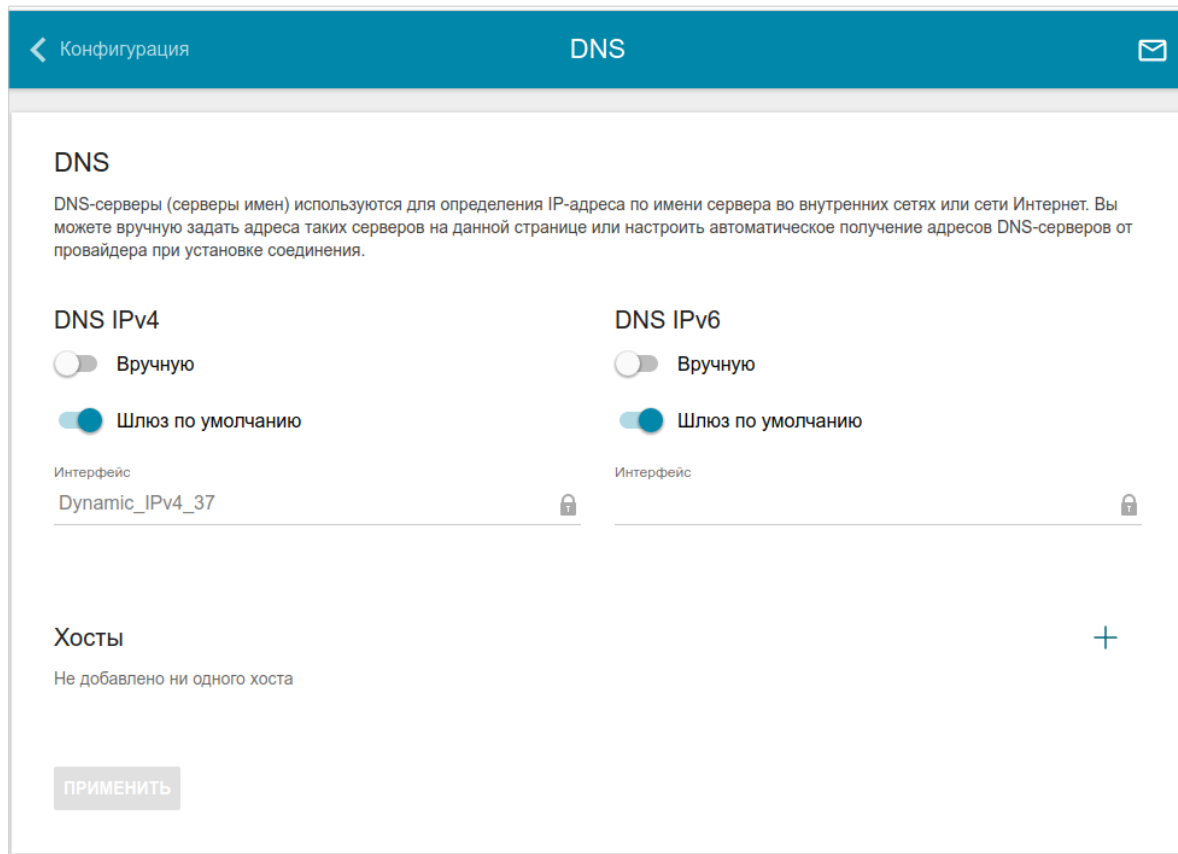 Конфигурация
DNS
DNS
DNS-серверы (серверы имен) используются для определения IP-адреса по имени сервера во внутренних сетях или сети Интернет. Вы
можете вручную задать адреса таких серверов на данной странице или настроить автоматическое получение адресов DNS-серверов от
провайдера при установке соединения.
DNS IPv4
Вручную
Шлюз по умолчанию
Интерфейс
Dynamic_IPv4_37
DNS IPv6
Вручную
Шлюз по умолчанию
Интерфейс
Хосты
Не добавлено ни одного хоста
ПРИМЕНИТЬ